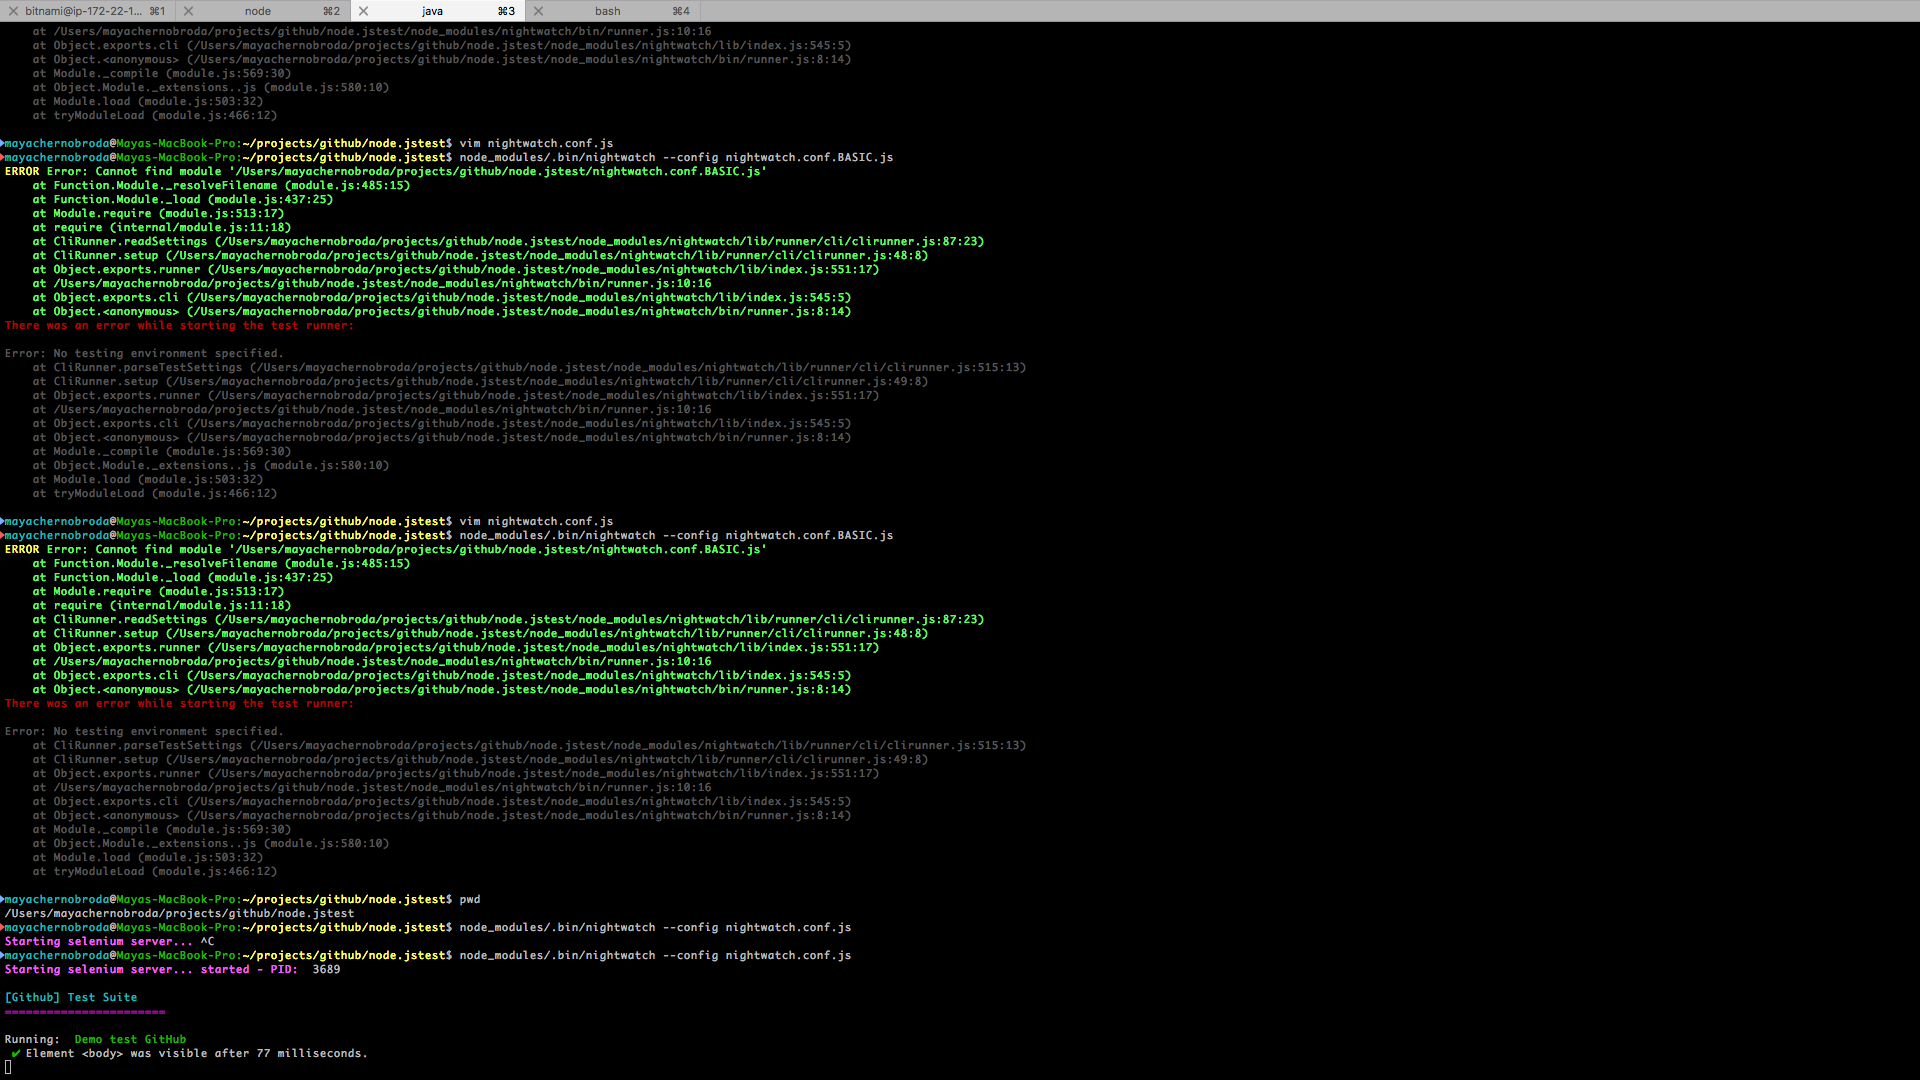 bitnami@ip-172-22-1... ⌘1 node ⌘2 java ⌘3 bash ⌘4
at /Users/mayachernobroda/projects/github/node.jstest/node_modules/nightwatch/bin/runner.js:10:16
at Object.exports.cli (/Users/mayachernobroda/projects/github/node.jstest/node_modules/nightwatch/lib/index.js:545:5)
at Object.<anonymous> (/Users/mayachernobroda/projects/github/node.jstest/node_modules/nightwatch/bin/runner.js:8:14)
at Module._compile (module.js:569:30)
at Object.Module._extensions..js (module.js:580:10)
at Module.load (module.js:503:32)
at tryModuleLoad (module.js:466:12)
mayachernobroda@Mayas-MacBook-Pro:~/projects/github/node.jstest$ vim nightwatch.conf.js
mayachernobroda@Mayas-MacBook-Pro:~/projects/github/node.jstest$ node_modules/.bin/nightwatch --config nightwatch.conf.BASIC.js
ERROR Error: Cannot find module '/Users/mayachernobroda/projects/github/node.jstest/nightwatch.conf.BASIC.js'
at Function.Module._resolveFilename (module.js:485:15)
at Function.Module._load (module.js:437:25)
at Module.require (module.js:513:17)
at require (internal/module.js:11:18)
at CliRunner.readSettings (/Users/mayachernobroda/projects/github/node.jstest/node_modules/nightwatch/lib/runner/cli/clirunner.js:87:23)
at CliRunner.setup (/Users/mayachernobroda/projects/github/node.jstest/node_modules/nightwatch/lib/runner/cli/clirunner.js:48:8)
at Object.exports.runner (/Users/mayachernobroda/projects/github/node.jstest/node_modules/nightwatch/lib/index.js:551:17)
at /Users/mayachernobroda/projects/github/node.jstest/node_modules/nightwatch/bin/runner.js:10:16
at Object.exports.cli (/Users/mayachernobroda/projects/github/node.jstest/node_modules/nightwatch/lib/index.js:545:5)
at Object.<anonymous> (/Users/mayachernobroda/projects/github/node.jstest/node_modules/nightwatch/bin/runner.js:8:14)
There was an error while starting the test runner:
Error: No testing environment specified.
at CliRunner.parseTestSettings (/Users/mayachernobroda/projects/github/node.jstest/node_modules/nightwatch/lib/runner/cli/clirunner.js:515:13)
at CliRunner.setup (/Users/mayachernobroda/projects/github/node.jstest/node_modules/nightwatch/lib/runner/cli/clirunner.js:49:8)
at Object.exports.runner (/Users/mayachernobroda/projects/github/node.jstest/node_modules/nightwatch/lib/index.js:551:17)
at /Users/mayachernobroda/projects/github/node.jstest/node_modules/nightwatch/bin/runner.js:10:16
at Object.exports.cli (/Users/mayachernobroda/projects/github/node.jstest/node_modules/nightwatch/lib/index.js:545:5)
at Object.<anonymous> (/Users/mayachernobroda/projects/github/node.jstest/node_modules/nightwatch/bin/runner.js:8:14)
at Module._compile (module.js:569:30)
at Object.Module._extensions..js (module.js:580:10)
at Module.load (module.js:503:32)
at tryModuleLoad (module.js:466:12)
mayachernobroda@Mayas-MacBook-Pro:~/projects/github/node.jstest$ vim nightwatch.conf.js
mayachernobroda@Mayas-MacBook-Pro:~/projects/github/node.jstest$ node_modules/.bin/nightwatch --config nightwatch.conf.BASIC.js
ERROR Error: Cannot find module '/Users/mayachernobroda/projects/github/node.jstest/nightwatch.conf.BASIC.js'
at Function.Module._resolveFilename (module.js:485:15)
at Function.Module._load (module.js:437:25)
at Module.require (module.js:513:17)
at require (internal/module.js:11:18)
at CliRunner.readSettings (/Users/mayachernobroda/projects/github/node.jstest/node_modules/nightwatch/lib/runner/cli/clirunner.js:87:23)
at CliRunner.setup (/Users/mayachernobroda/projects/github/node.jstest/node_modules/nightwatch/lib/runner/cli/clirunner.js:48:8)
at Object.exports.runner (/Users/mayachernobroda/projects/github/node.jstest/node_modules/nightwatch/lib/index.js:551:17)
at /Users/mayachernobroda/projects/github/node.jstest/node_modules/nightwatch/bin/runner.js:10:16
at Object.exports.cli (/Users/mayachernobroda/projects/github/node.jstest/node_modules/nightwatch/lib/index.js:545:5)
at Object.<anonymous> (/Users/mayachernobroda/projects/github/node.jstest/node_modules/nightwatch/bin/runner.js:8:14)
There was an error while starting the test runner:
Error: No testing environment specified.
at CliRunner.parseTestSettings (/Users/mayachernobroda/projects/github/node.jstest/node_modules/nightwatch/lib/runner/cli/clirunner.js:515:13)
at CliRunner.setup (/Users/mayachernobroda/projects/github/node.jstest/node_modules/nightwatch/lib/runner/cli/clirunner.js:49:8)
at Object.exports.runner (/Users/mayachernobroda/projects/github/node.jstest/node_modules/nightwatch/lib/index.js:551:17)
at /Users/mayachernobroda/projects/github/node.jstest/node_modules/nightwatch/bin/runner.js:10:16
at Object.exports.cli (/Users/mayachernobroda/projects/github/node.jstest/node_modules/nightwatch/lib/index.js:545:5)
at Object.<anonymous> (/Users/mayachernobroda/projects/github/node.jstest/node_modules/nightwatch/bin/runner.js:8:14)
at Module._compile (module.js:569:30)
at Object.Module._extensions..js (module.js:580:10)
at Module.load (module.js:503:32)
at tryModuleLoad (module.js:466:12)
mayachernobroda@Mayas-MacBook-Pro:~/projects/github/node.jstest$ pwd
/Users/mayachernobroda/projects/github/node.jstest
mayachernobroda@Mayas-MacBook-Pro:~/projects/github/node.jstest$ node_modules/.bin/nightwatch --config nightwatch.conf.js
Starting selenium server... ^C
mayachernobroda@Mayas-MacBook-Pro:~/projects/github/node.jstest$ node_modules/.bin/nightwatch --config nightwatch.conf.js
Starting selenium server... started - PID:  3689
[Github] Test Suite
=======================
Running:  Demo test GitHub
✔ Element <body> was visible after 77 milliseconds.